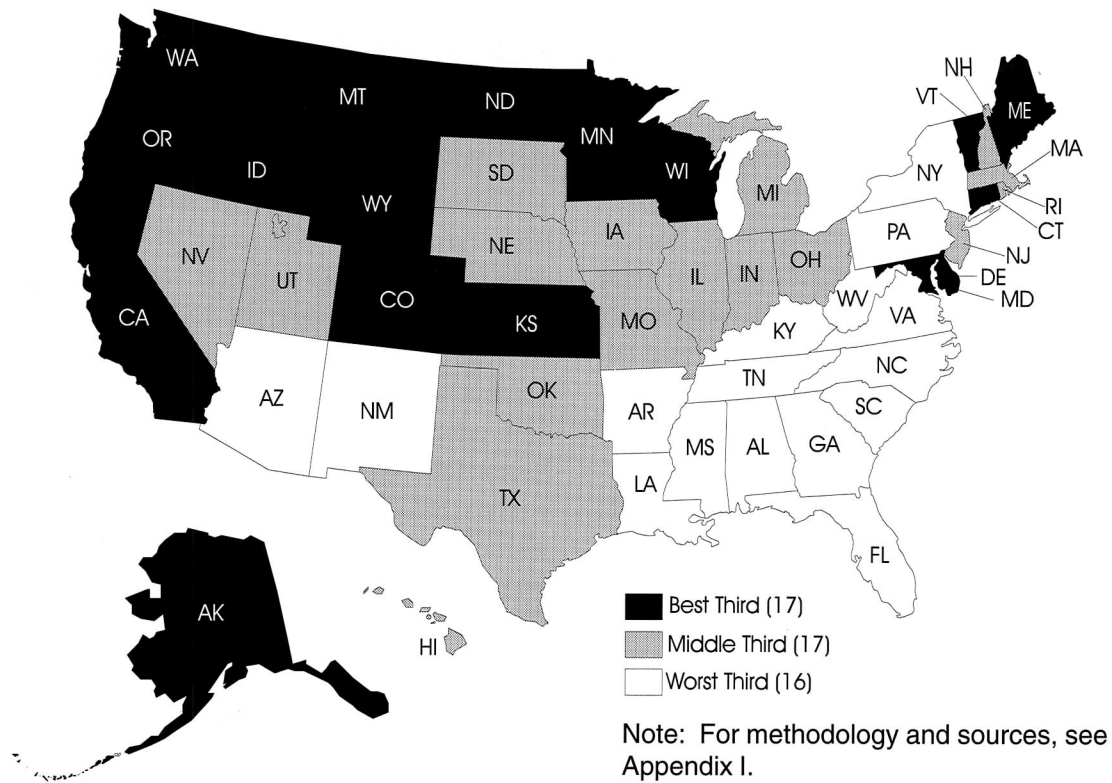 WA
MT
ND
MN
OR
ID
WY
SD
WI
MI
NH
VT
ME
MA
NY
RI
CT
NV
UT
CO
NE
IA
IL
IN
OH
PA
NJ
DE
MD
CA
KS
MO
KY
WV
VA
AZ
NM
OK
AR
TN
NC
SC
TX
LA
MS
AL
GA
FL
AK
HI
Best Third (17)
Middle Third (17)
Worst Third (16)
Note: For methodology and sources, see
Appendix I.